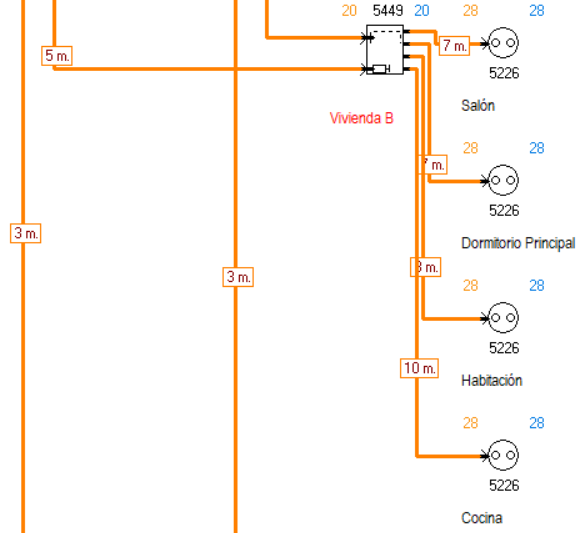 20 5449 20 28 28
7 m.
5 m.
5226
Salón
Vivienda B
28 28
7 m.
5226
3 m.
Dormitorio Principal
3 m.
28 28
5226
10 m.
Habitación
28 28
5226
Cocina